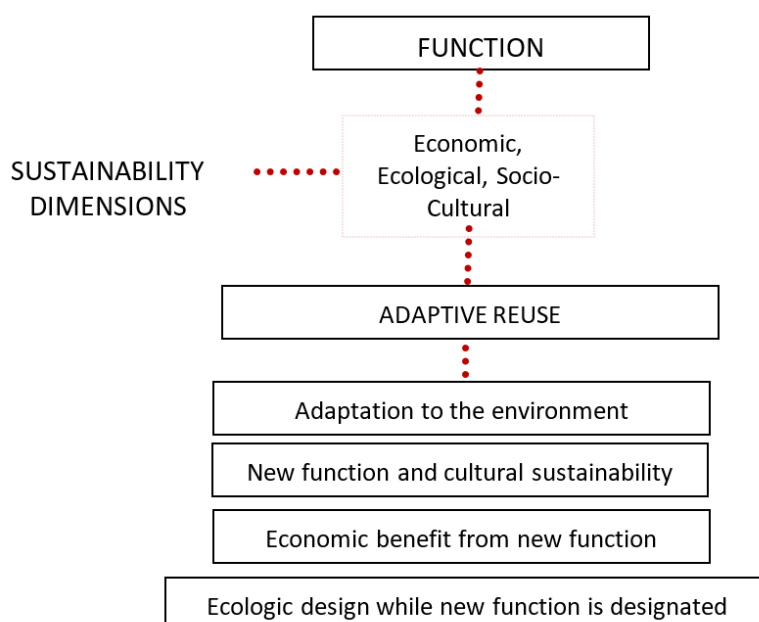 FUNCTION
Economic,
Ecological, Socio-
Cultural
SUSTAINABILITY
DIMENSIONS
ADAPTIVE REUSE
Adaptation to the environment
New function and cultural sustainability
Economic benefit from new function
Ecologic design while new function is designated